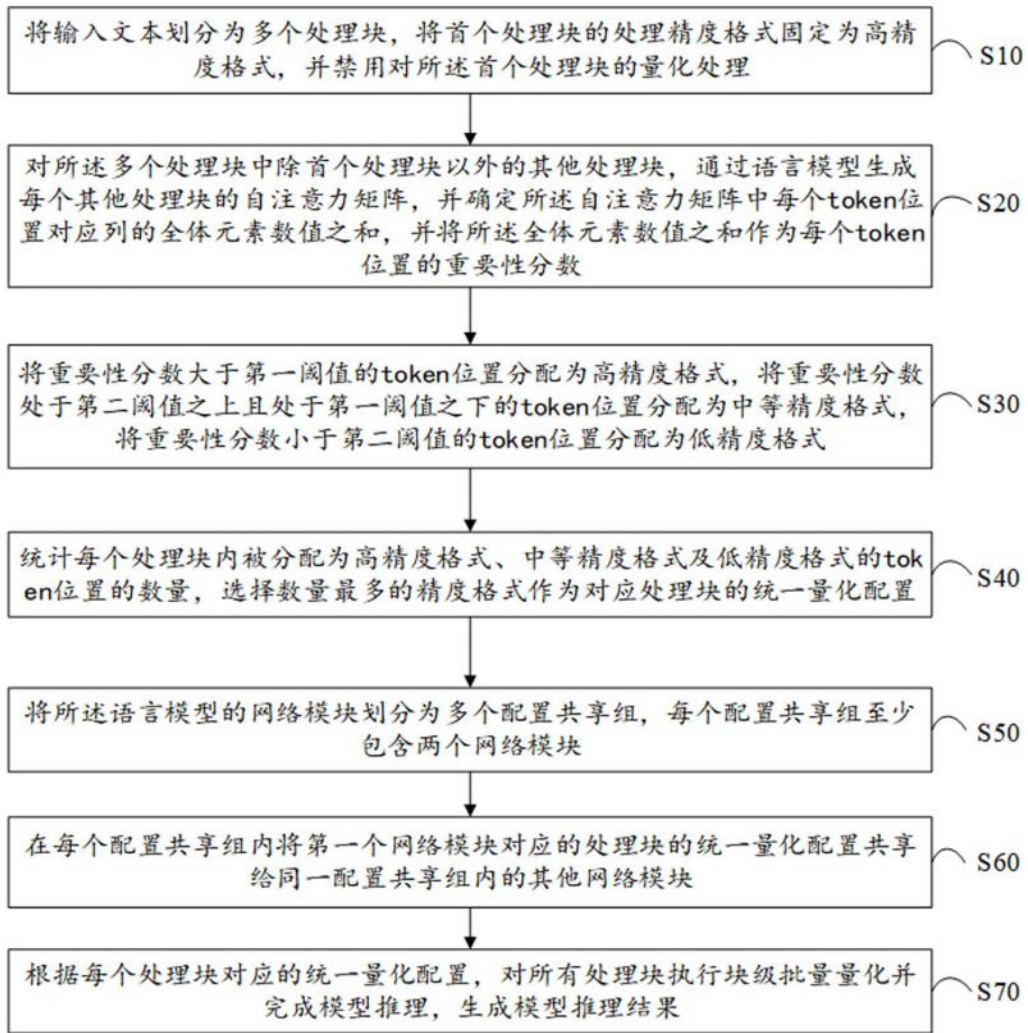 将输入文本划分为多个处理块，将首个处理块的处理精度格式固定为高精
度格式，并禁用对所述首个处理块的量化处理
S10
对所述多个处理块中除首个处理块以外的其他处理块，通过语言模型生成
每个其他处理块的自注意力矩阵，并确定所述自注意力矩阵中每个token位
置对应列的全体元素数值之和，并将所述全体元素数值之和作为每个token
位置的重要性分数
S20
将重要性分数大于第一阈值的token位置分配为高精度格式，将重要性分数
处于第二阈值之上且处于第一阈值之下的token位置分配为中等精度格式，
将重要性分数小于第二阈值的token位置分配为低精度格式
S30
统计每个处理块内被分配为高精度格式、中等精度格式及低精度格式的tok
en位置的数量，选择数量最多的精度格式作为对应处理块的统一量化配置
S40
将所述语言模型的网络模块划分为多个配置共享组，每个配置共享组至少
包含两个网络模块
S50
在每个配置共享组内将第一个网络模块对应的处理块的统一量化配置共享
给同一配置共享组内的其他网络模块
S60
根据每个处理块对应的统一量化配置，对所有处理块执行块级批量量化并
完成模型推理，生成模型推理结果
S70